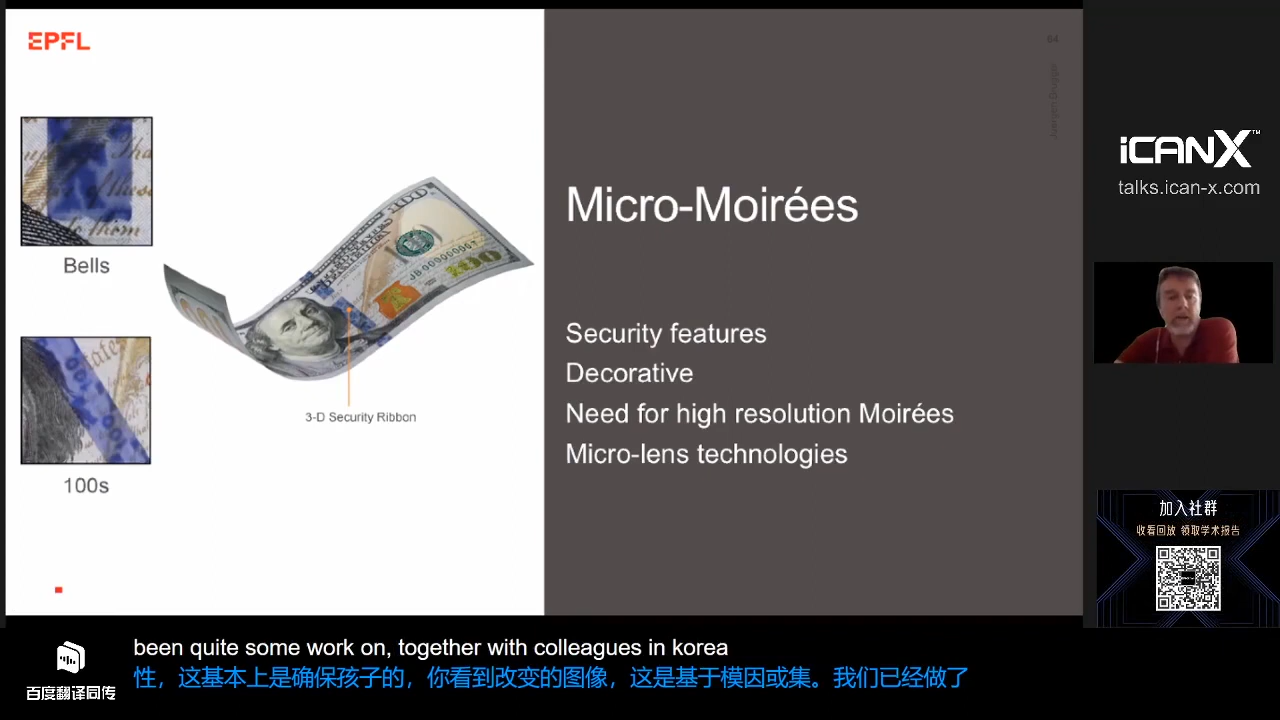 EPFL
64
Bells
100s
3-D Security Ribbon
Micro-Moirées
Security features
Decorative
Need for high resolution Moirées
Micro-lens technologies
iCANX™
talks.ican-x.com
加入社群
收看回放 领取学术报告
been quite some work on, together with colleagues in korea
性，这基本上是确保孩子的，你看到改变的图像，这是基于模因或集。我们已经做了
百度翻译同传